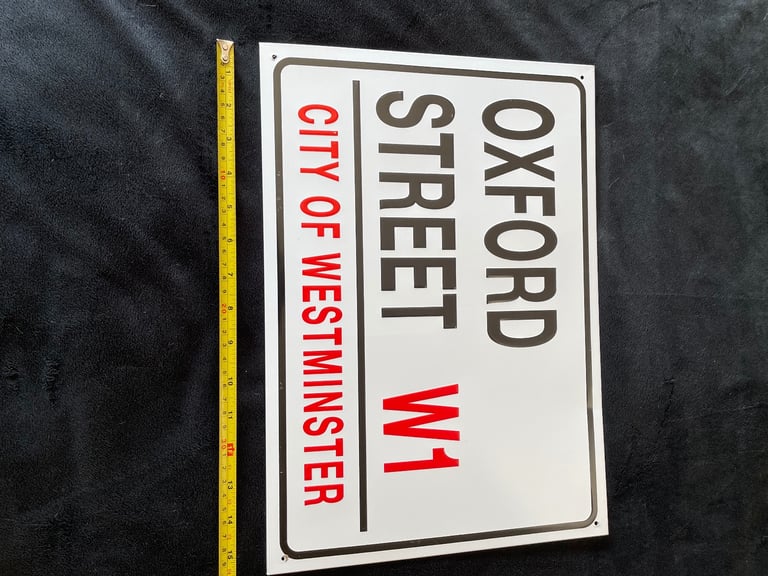 OXFORD
STREET W1
CITY OF WESTMINSTER